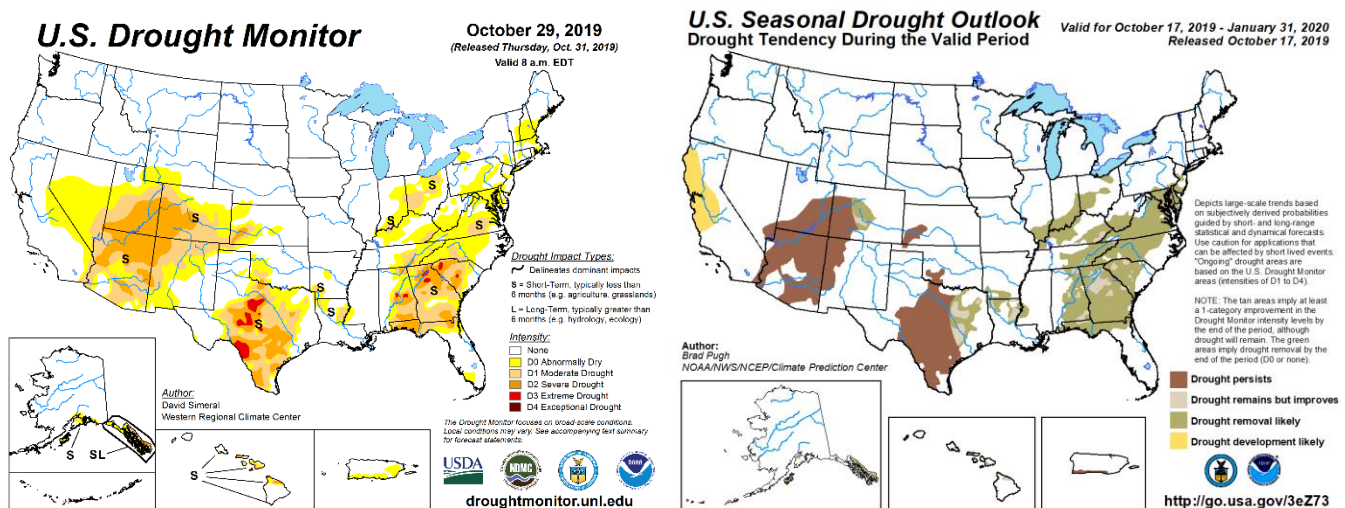 U.S. Drought Monitor
October 29, 2019
(Released Thursday, Oct. 31, 2019)
Valid 8 a.m. EDT
S
S
S
S
S
S
S
S
SL
S
Drought Impact Types:
Delineates dominant impacts
S = Short-Term, typically less than
6 months (e.g. agriculture, grasslands)
L = Long-Term, typically greater than
6 months (e.g. hydrology, ecology)
Intensity:
None
D0 Abnormally Dry
D1 Moderate Drought
D2 Severe Drought
D3 Extreme Drought
D4 Exceptional Drought
Author:
David Simeral
Western Regional Climate Center
The Drought Monitor focuses on broad-scale conditions.
Local conditions may vary. See accompanying text summary
for forecast statements.
USDA
NDMC
droughtmonitor.unl.edu
U.S. Seasonal Drought Outlook
Drought Tendency During the Valid Period
Valid for October 17, 2019 - January 31, 2020
Released October 17, 2019
Depicts large-scale trends based
on subjectively derived probabilities
guided by short- and long-range
statistical and dynamical forecasts.
Use caution for applications that
can be affected by short lived events.
"Ongoing" drought areas are
based on the U.S. Drought Monitor
areas (intensities of D1 to D4).
NOTE: The tan areas imply at least
a 1-category improvement in
the Drought Monitor intensity levels by
the end of the period, although
drought will remain. The green
areas imply drought removal by the
end of the period (D0 or none).
Author:
Brad Pugh
NOAA/NWS/NCEP/Climate Prediction Center
Drought persists
Drought remains but improves
Drought removal likely
Drought development likely
http://go.usa.gov/3eZ73